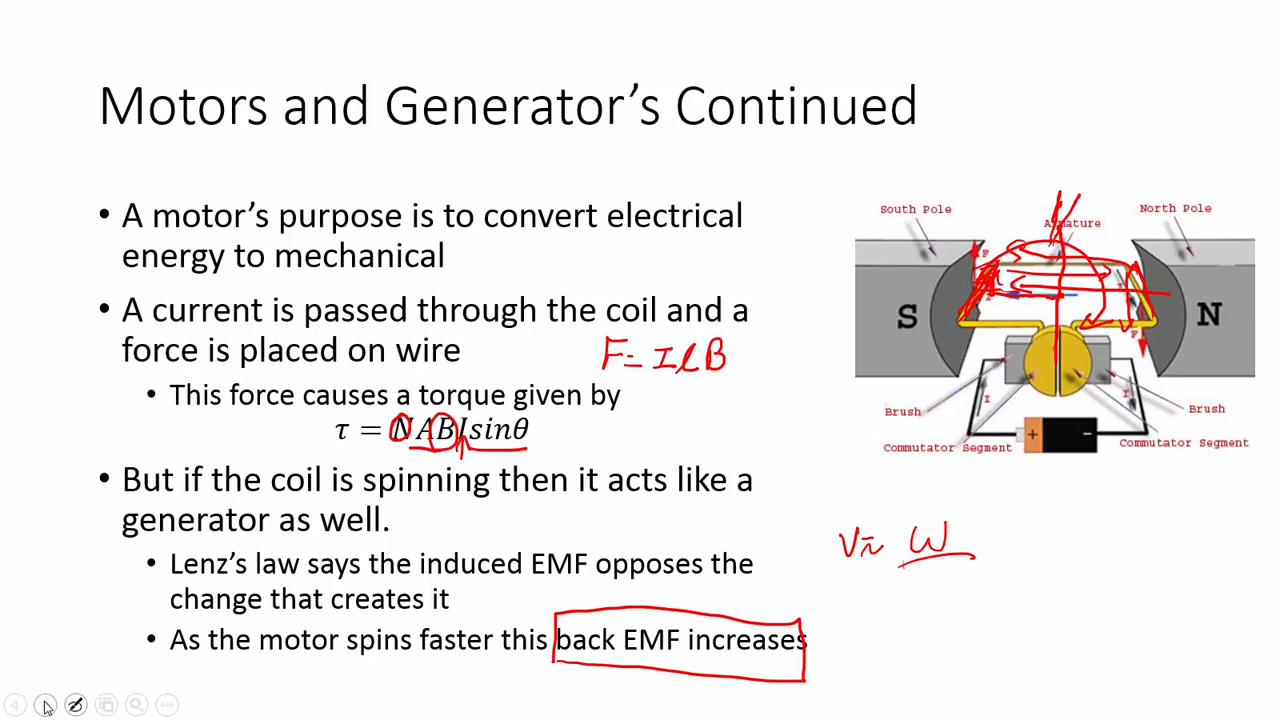 Motors and Generator's Continued
• A motor's purpose is to convert electrical
energy to mechanical
• A current is passed through the coil and a
force is placed on wire
F=IlB
• This force causes a torque given by
τ = NABIsinθ
• But if the coil is spinning then it acts like a
generator as well.
• Lenz's law says the induced EMF opposes the
change that creates it
• As the motor spins faster this back EMF increases
South Pole
North Pole
Armature
F
S
N
F
I
I
Brush
Brush
Commutator Segment
Commutator Segment
+
-
ω